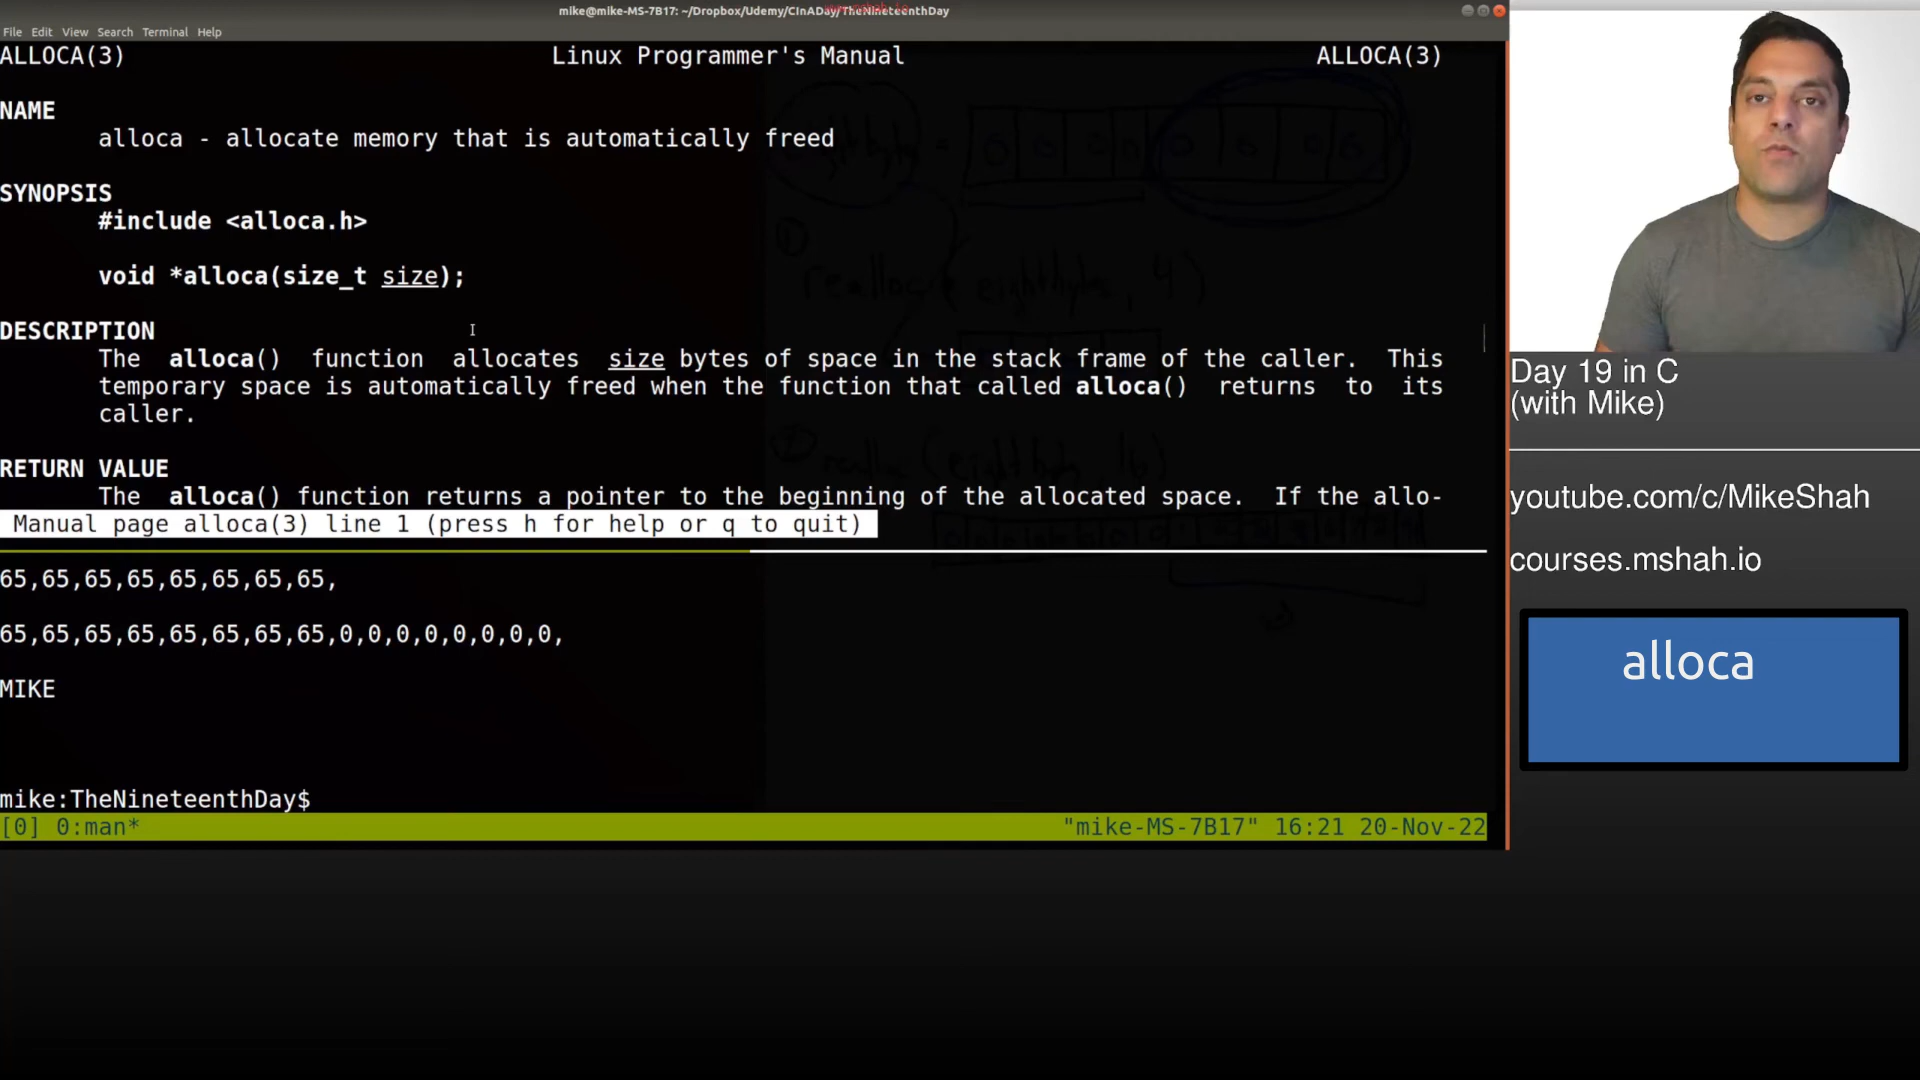 mike@mike-MS-7B17: ~/Dropbox/Udemy/CInADay/TheNineteenthDay
File Edit View Search Terminal Help
ALLOCA(3) Linux Programmer's Manual ALLOCA(3)
NAME
alloca - allocate memory that is automatically freed
SYNOPSIS
#include <alloca.h>
void *alloca(size_t size);
DESCRIPTION
The alloca() function allocates size bytes of space in the stack frame of the caller. This
temporary space is automatically freed when the function that called alloca() returns to its
caller.
RETURN VALUE
The alloca() function returns a pointer to the beginning of the allocated space. If the allo-
Manual page alloca(3) line 1 (press h for help or q to quit)
65,65,65,65,65,65,65,65,
65,65,65,65,65,65,65,65,0,0,0,0,0,0,0,0,
MIKE
mike:TheNineteenthDay$
[0] 0:man* "mike-MS-7B17" 16:21 20-Nov-22
realloc( eightbytes, 4 )
Day 19 in C
(with Mike)
youtube.com/c/MikeShah
courses.mshah.io
alloca